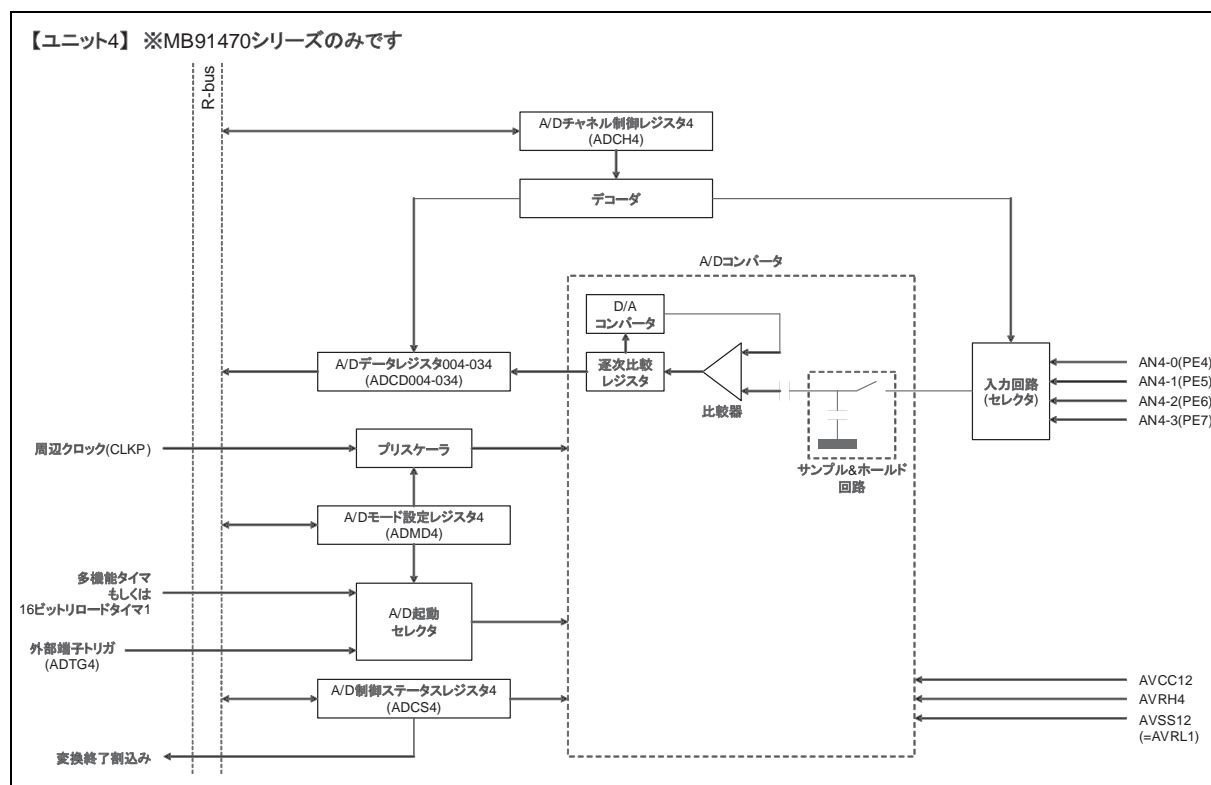 【ユニット4】 ※MB91470シリーズのみです
R-bus
A/Dチャネル制御レジスタ4
(ADCH4)
デコーダ
A/Dコンバータ
D/A
コンバータ
A/Dデータレジスタ004-034
(ADCD004-034)
逐次比較
レジスタ
比較器
サンプル&ホールド
回路
入力回路
(セレクタ)
AN4-0(PE4)
AN4-1(PE5)
AN4-2(PE6)
AN4-3(PE7)
周辺クロック(CLKP)
プリスケーラ
A/Dモード設定レジスタ4
(ADMD4)
多機能タイマ
もしくは
16ビットリロードタイマ1
A/D起動
セレクタ
外部端子トリガ
(ADTG4)
A/D制御ステータスレジスタ4
(ADCS4)
変換終了割込み
AVCC12
AVRH4
AVSS12
(=AVRL1)